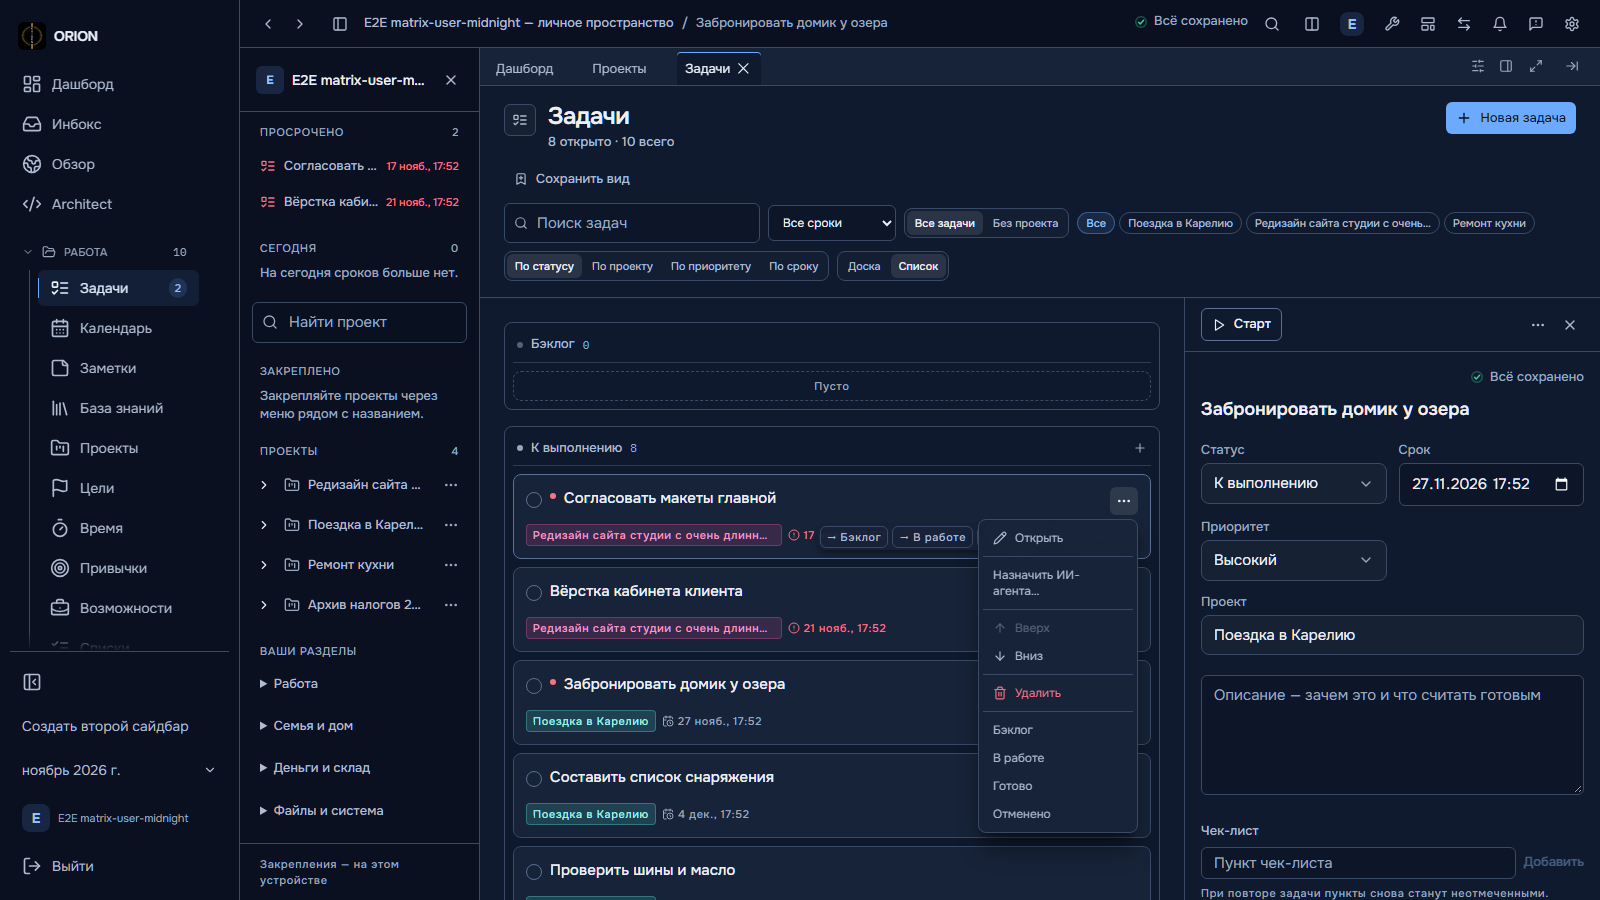 ORION
Дашборд
Инбокс
Обзор
Architect
РАБОТА 10
Задачи 2
Календарь
Заметки
База знаний
Проекты
Цели
Время
Привычки
Возможности
Списки
Создать второй сайдбар
ноябрь 2026 г.
E E2E matrix-user-midnight
Выйти
E2E matrix-user-midnight — личное пространство / Забронировать домик у озера
Всё сохранено
E
E E2E matrix-user-m...
ПРОСРОЧЕНО 2
Согласовать ... 17 нояб., 17:52
Вёрстка каби... 21 нояб., 17:52
СЕГОДНЯ 0
На сегодня сроков больше нет.
Найти проект
ЗАКРЕПЛЕНО
Закрепляйте проекты через
меню рядом с названием.
ПРОЕКТЫ 4
Редизайн сайта ...
Поездка в Карел...
Ремонт кухни
Архив налогов 2...
ВАШИ РАЗДЕЛЫ
Работа
Семья и дом
Деньги и склад
Файлы и система
Закрепления — на этом
устройстве
Дашборд Проекты Задачи
Задачи
8 открыто · 10 всего
Новая задача
Сохранить вид
Поиск задач
Все сроки
Все задачи Без проекта
Все Поездка в Карелию Редизайн сайта студии с очень... Ремонт кухни
По статусу По проекту По приоритету По сроку
Доска Список
Бэклог 0
Пусто
К выполнению 8
Согласовать макеты главной
Редизайн сайта студии с очень длинн... 17 → Бэклог → В работе
Вёрстка кабинета клиента
Редизайн сайта студии с очень длинн... 21 нояб., 17:52
Забронировать домик у озера
Поездка в Карелию 27 нояб., 17:52
Составить список снаряжения
Поездка в Карелию 4 дек., 17:52
Проверить шины и масло
Открыть
Назначить ИИ-
агента...
Вверх
Вниз
Удалить
Бэклог
В работе
Готово
Отменено
Старт
Всё сохранено
Забронировать домик у озера
Статус Срок
К выполнению 27.11.2026 17:52
Приоритет
Высокий
Проект
Поездка в Карелию
Описание — зачем это и что считать готовым
Чек-лист
Пункт чек-листа Добавить
При повторе задачи пункты снова станут неотмеченными.